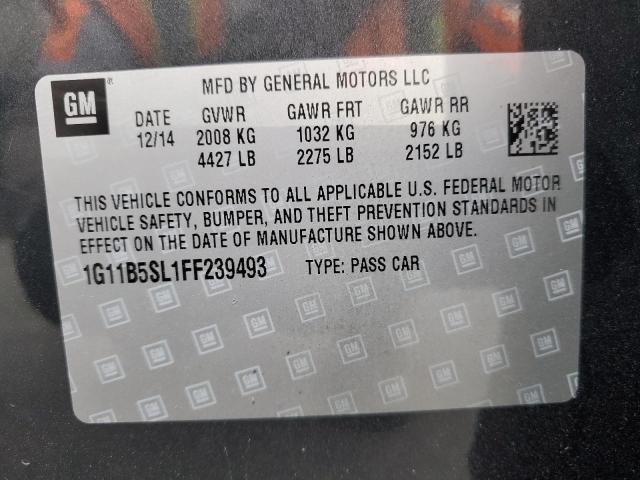 GM ® MFD BY GENERAL MOTORS LLC
DATE GVWR GAWR FRT GAWR RR
12/14 2008 KG 1032 KG 976 KG
4427 LB 2275 LB 2152 LB
THIS VEHICLE CONFORMS TO ALL APPLICABLE U.S. FEDERAL MOTOR
VEHICLE SAFETY, BUMPER, AND THEFT PREVENTION STANDARDS IN
EFFECT ON THE DATE OF MANUFACTURE SHOWN ABOVE.
1G11B5SL1FF239493 TYPE: PASS CAR